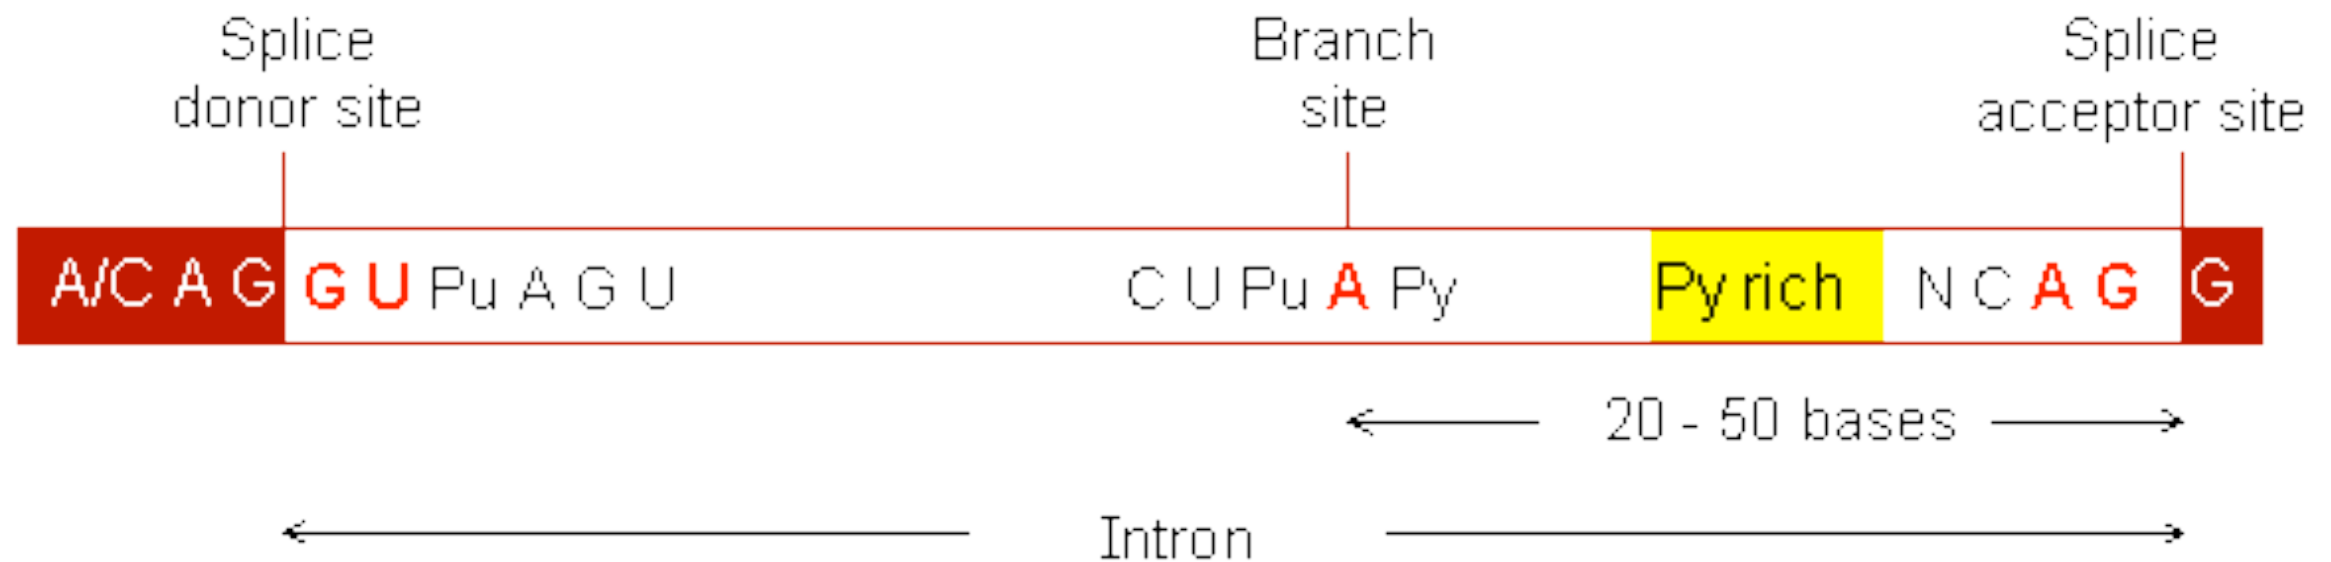 Splice
donor site
Branch
site
Splice
acceptor site
A/C A G G U Pu A G U C U Pu A Py Py rich N C A G G
20 - 50 bases
Intron